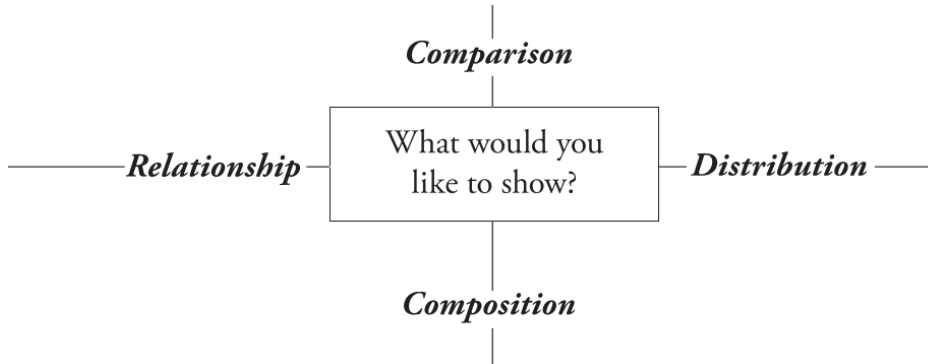 Comparison
What would you
like to show?
Relationship
Distribution
Composition